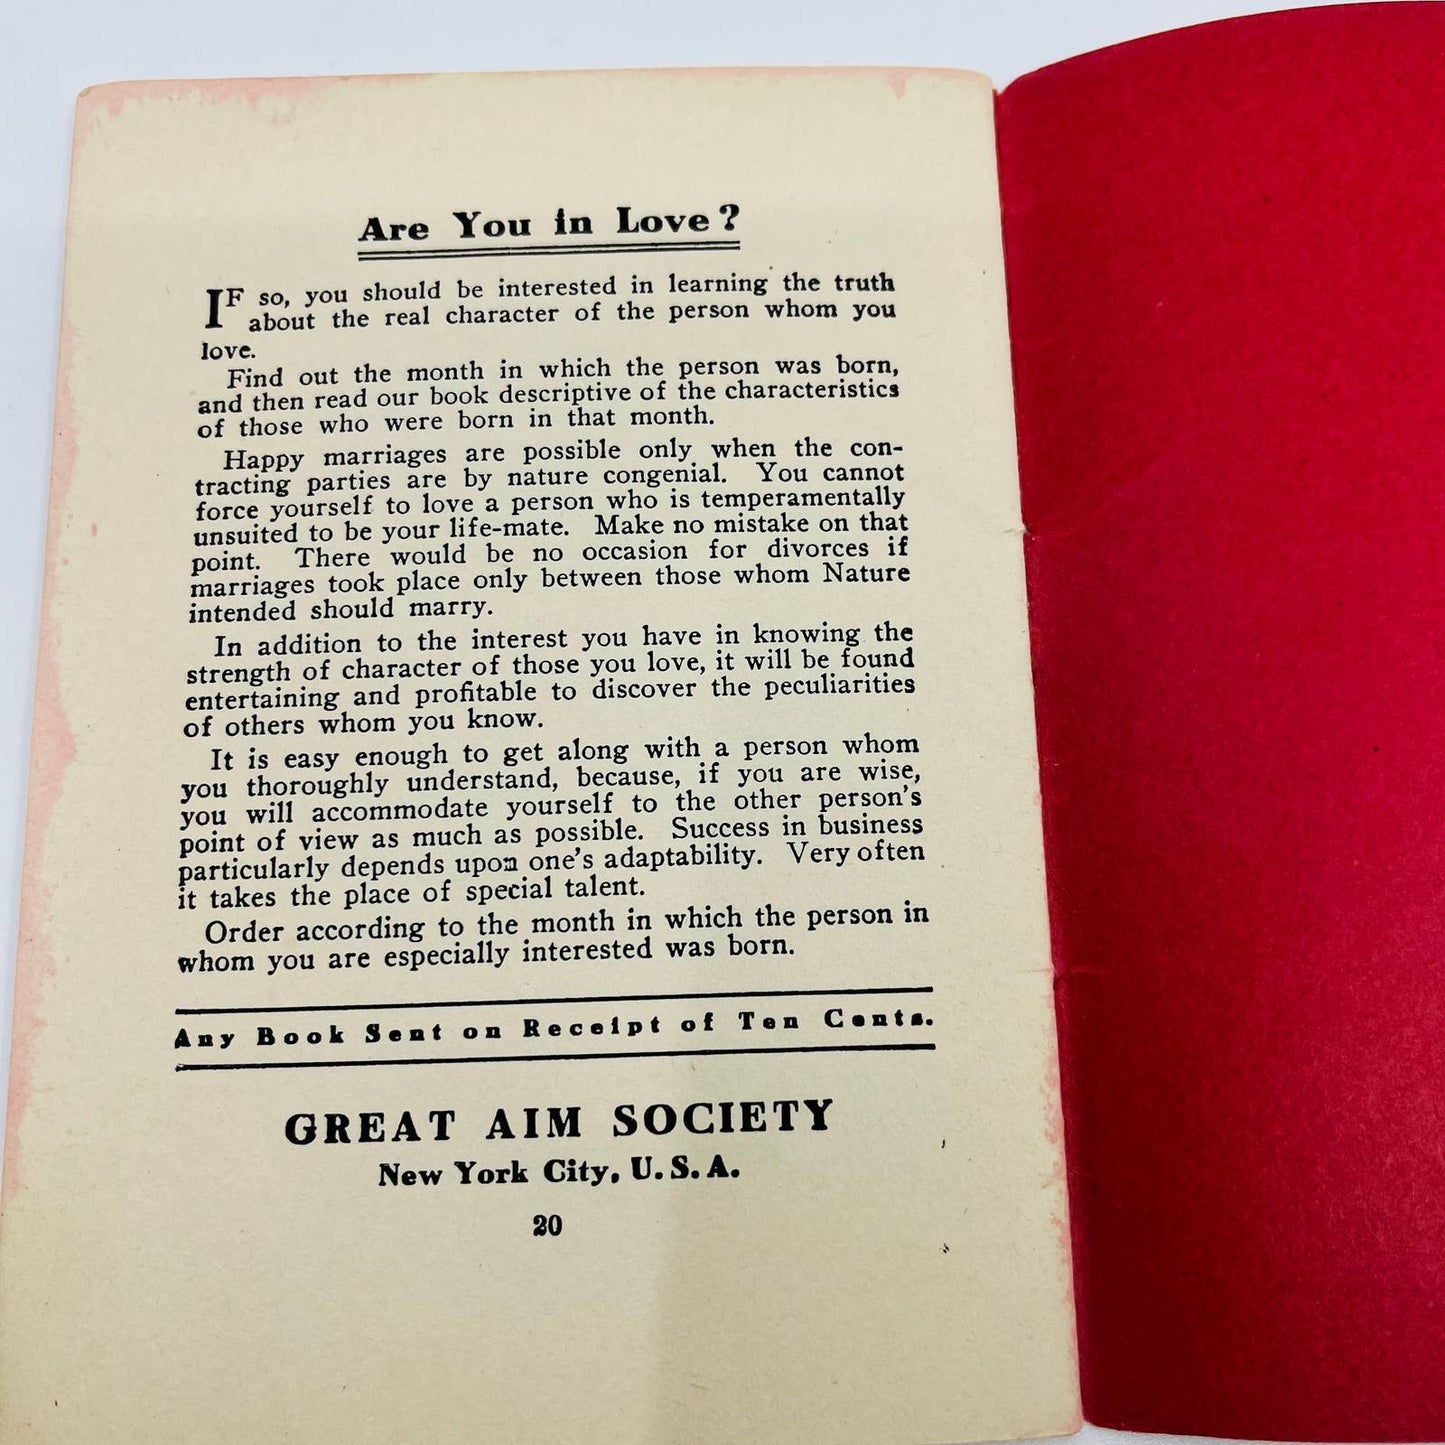 Are You in Love?
IF so, you should be interested in learning the truth
about the real character of the person whom you
love.
Find out the month in which the person was born,
and then read our book descriptive of the characteristics
of those who were born in that month.
Happy marriages are possible only when the con-
tracting parties are by nature congenial. You cannot
force yourself to love a person who is temperamentally
unsuited to be your life-mate. Make no mistake on that
point. There would be no occasion for divorces if
marriages took place only between those whom Nature
intended should marry.
In addition to the interest you have in knowing the
strength of character of those you love, it will be found
entertaining and profitable to discover the peculiarities
of others whom you know.
It is easy enough to get along with a person whom
you thoroughly understand, because, if you are wise,
you will accommodate yourself to the other person's
point of view as much as possible. Success in business
particularly depends upon one's adaptability. Very often
it takes the place of special talent.
Order according to the month in which the person in
whom you are especially interested was born.
Any Book Sent on Receipt of Ten Cents.
GREAT AIM SOCIETY
New York City, U. S. A.
20